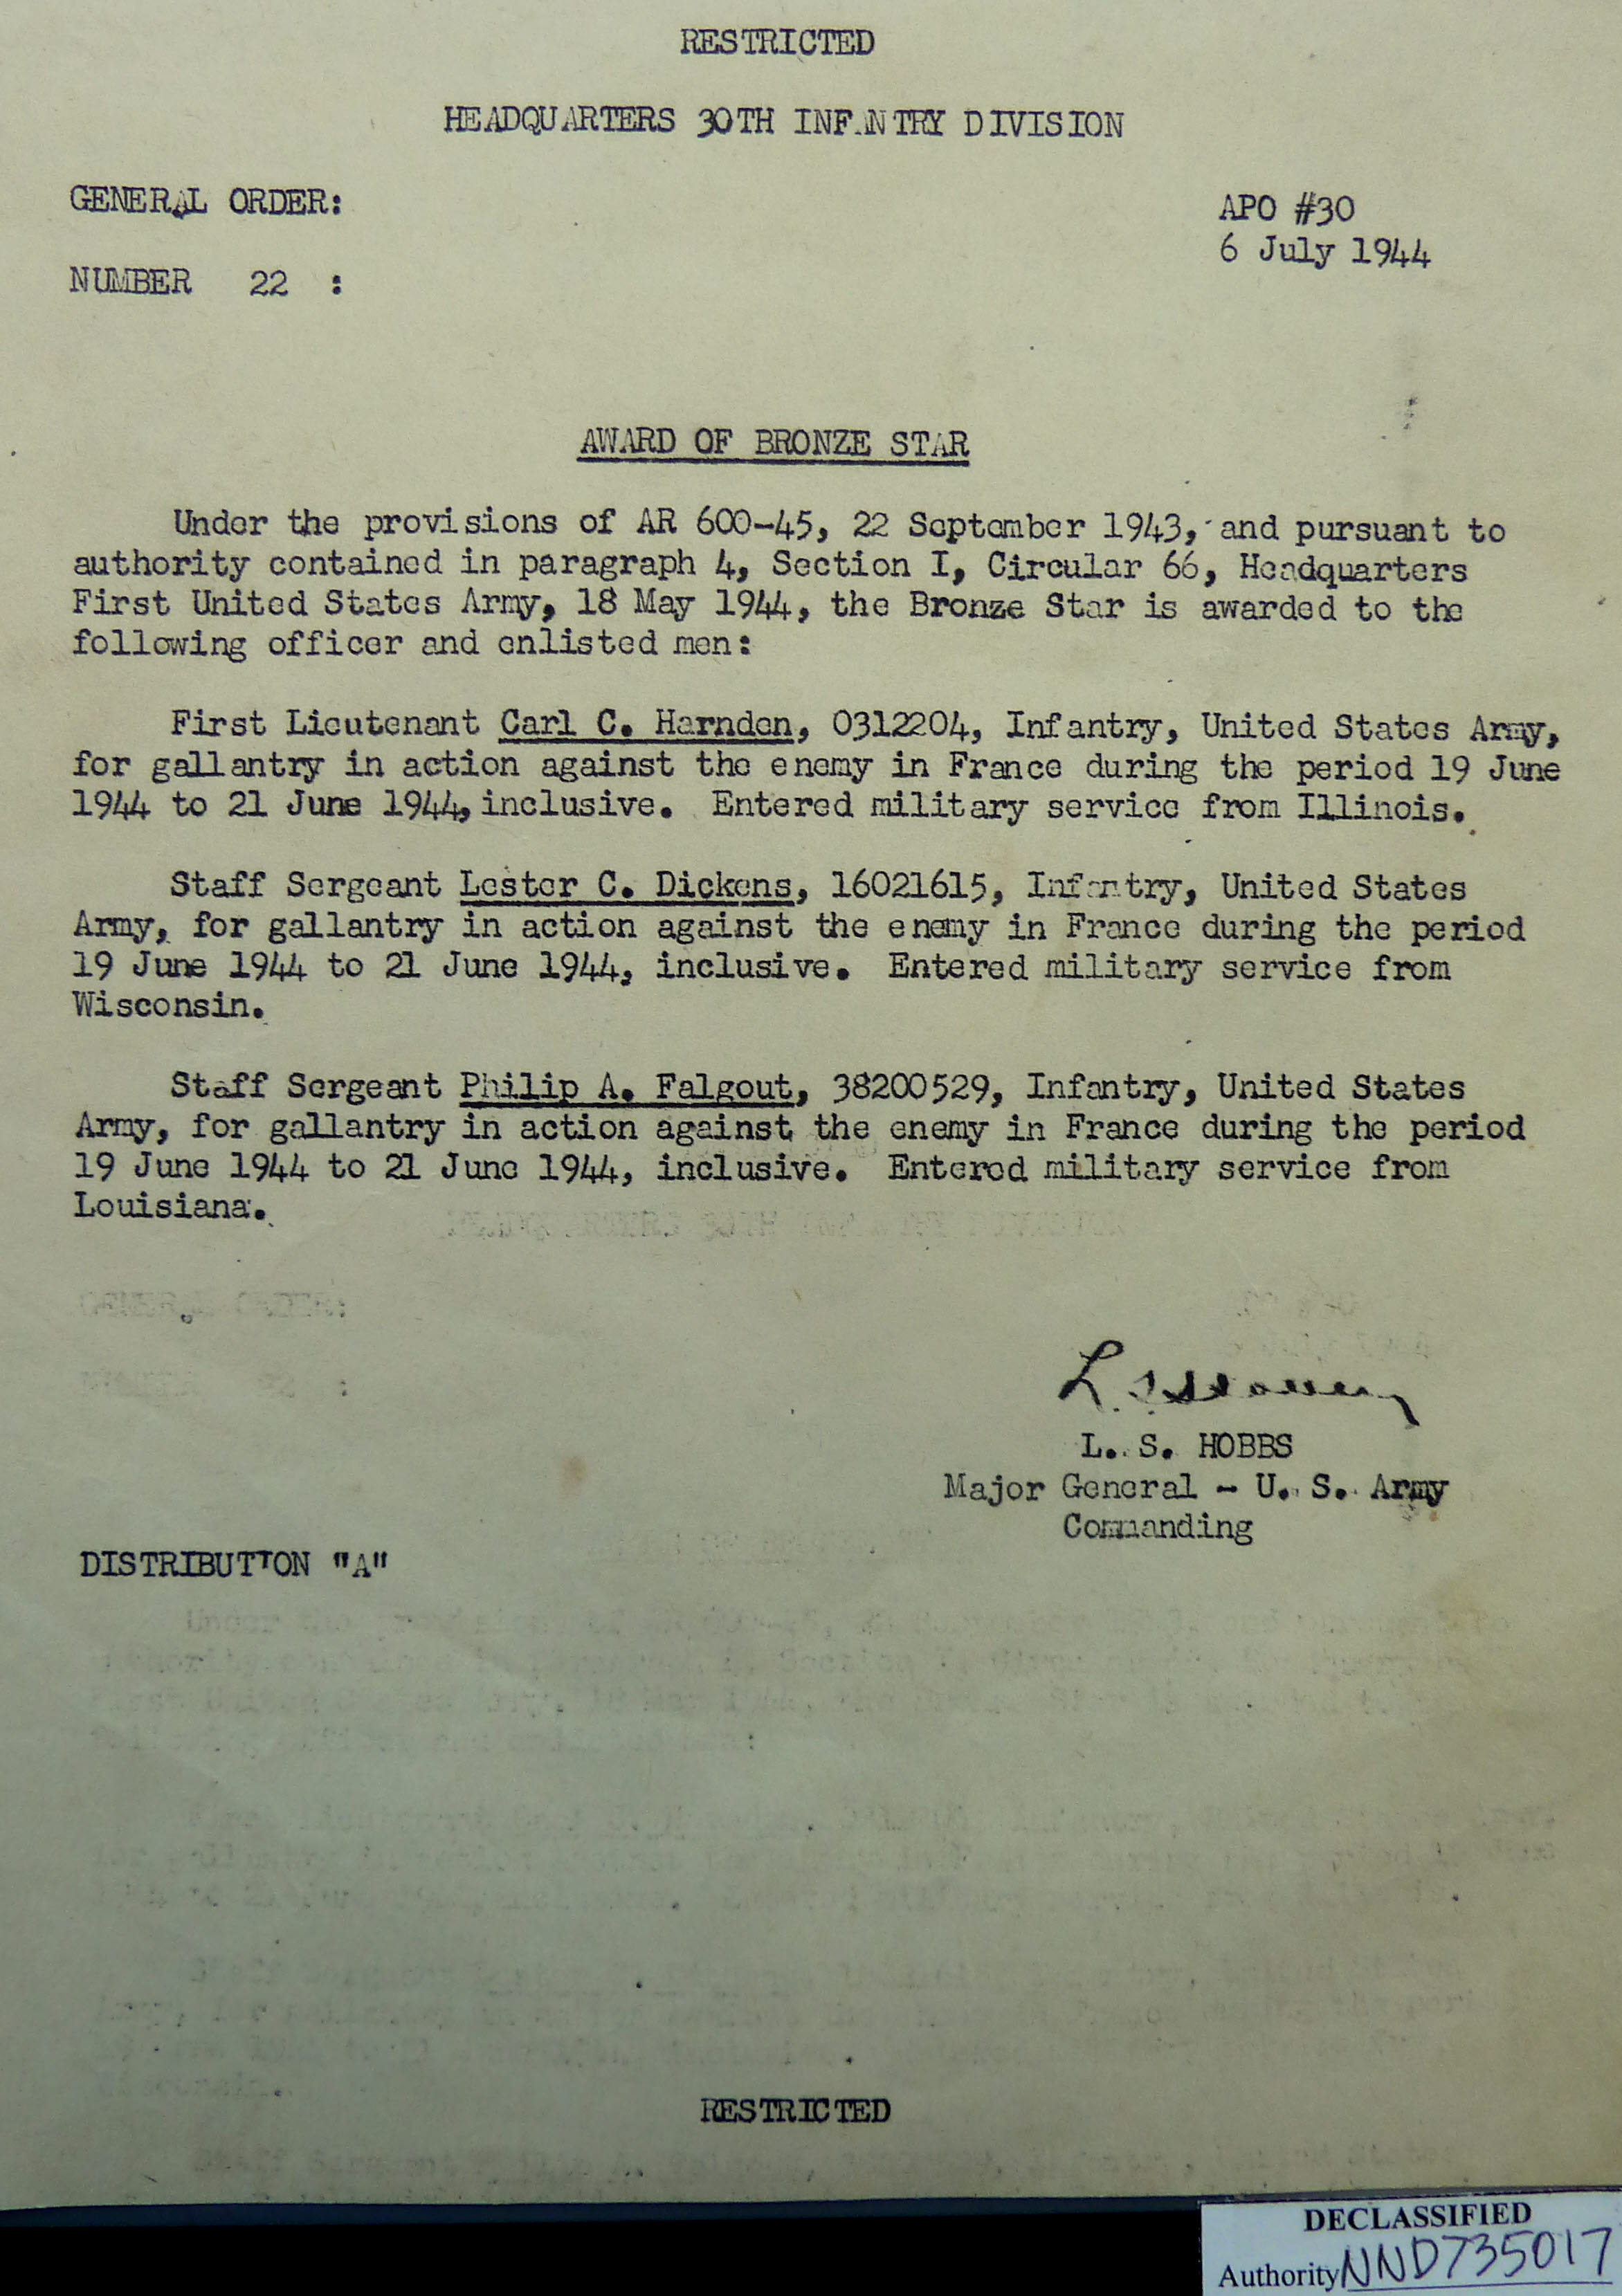 RESTRICTED
HEADQUARTERS 30TH INFANTRY DIVISION
GENERAL ORDER:
APO #30
6 July 1944
NUMBER 22 :
AWARD OF BRONZE STAR
Under the provisions of AR 600-45, 22 September 1943, and pursuant to
authority contained in paragraph 4, Section I, Circular 66, Headquarters
First United States Army, 18 May 1944, the Bronze Star is awarded to the
following officer and enlisted men:
First Lieutenant Carl C. Harnden, 0312204, Infantry, United States Army,
for gallantry in action against the enemy in France during the period 19 June
1944 to 21 June 1944, inclusive. Entered military service from Illinois.
Staff Sergeant Lester C. Dickens, 16021615, Infantry, United States
Army, for gallantry in action against the enemy in France during the period
19 June 1944 to 21 June 1944, inclusive. Entered military service from
Wisconsin.
Staff Sergeant Philip A. Falgout, 38200529, Infantry, United States
Army, for gallantry in action against the enemy in France during the period
19 June 1944 to 21 June 1944, inclusive. Entered military service from
Louisiana.
L. S. HOBBS
Major General - U. S. Army
Commanding
DISTRIBUTION "A"
RESTRICTED
DECLASSIFIED
Authority NND735017